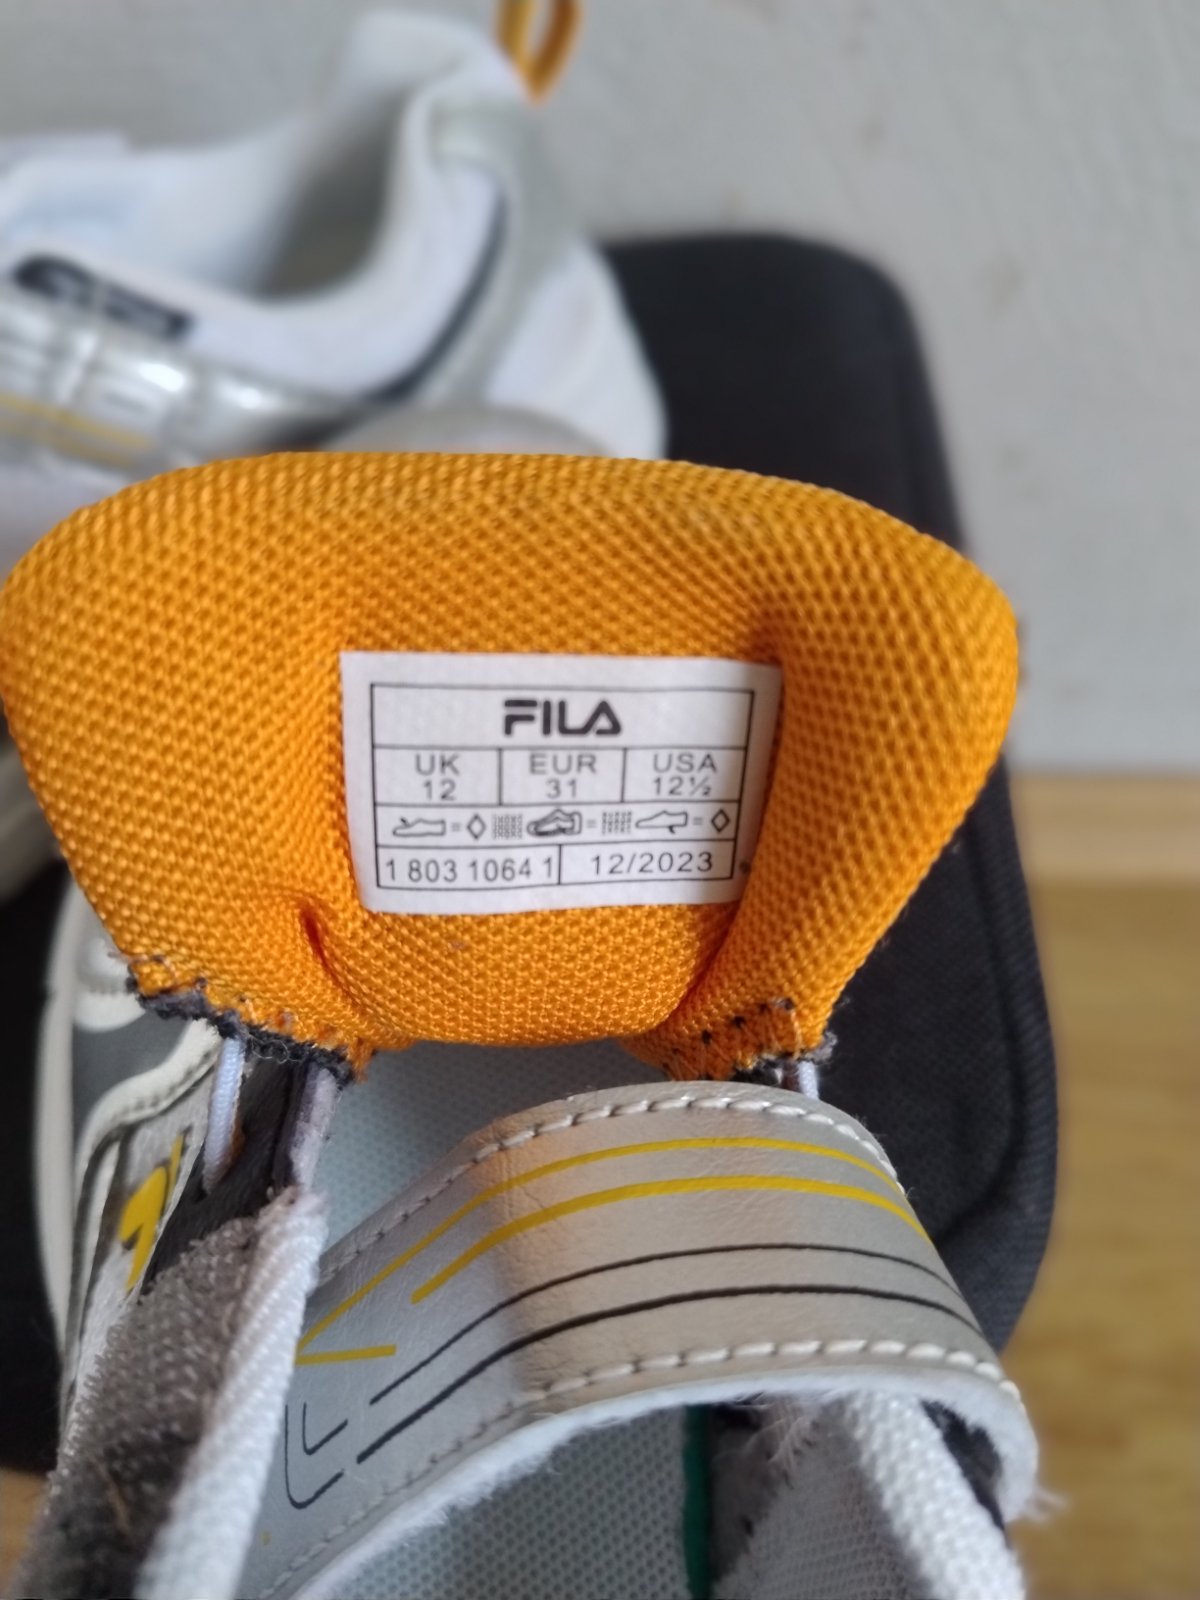 FILA
UK EUR USA
12 31 12½
= =  =
1 803 1064 1 12/2023